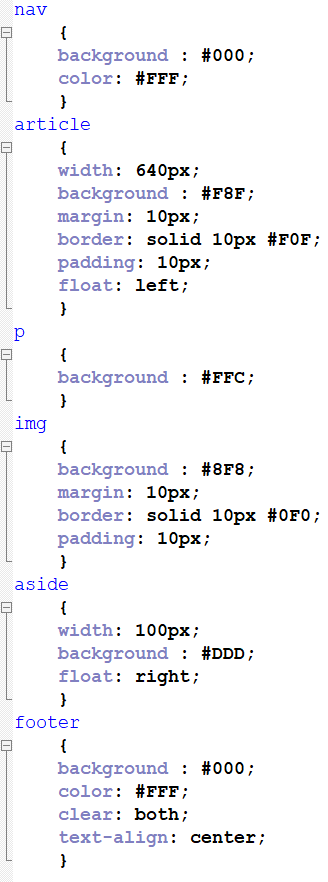 nav
{
background : #000;
color: #FFF;
}
article
{
width: 640px;
background : #F8F;
margin: 10px;
border: solid 10px #F0F;
padding: 10px;
float: left;
}
p
{
background : #FFC;
}
img
{
background : #8F8;
margin: 10px;
border: solid 10px #0F0;
padding: 10px;
}
aside
{
width: 100px;
background : #DDD;
float: right;
}
footer
{
background : #000;
color: #FFF;
clear: both;
text-align: center;
}